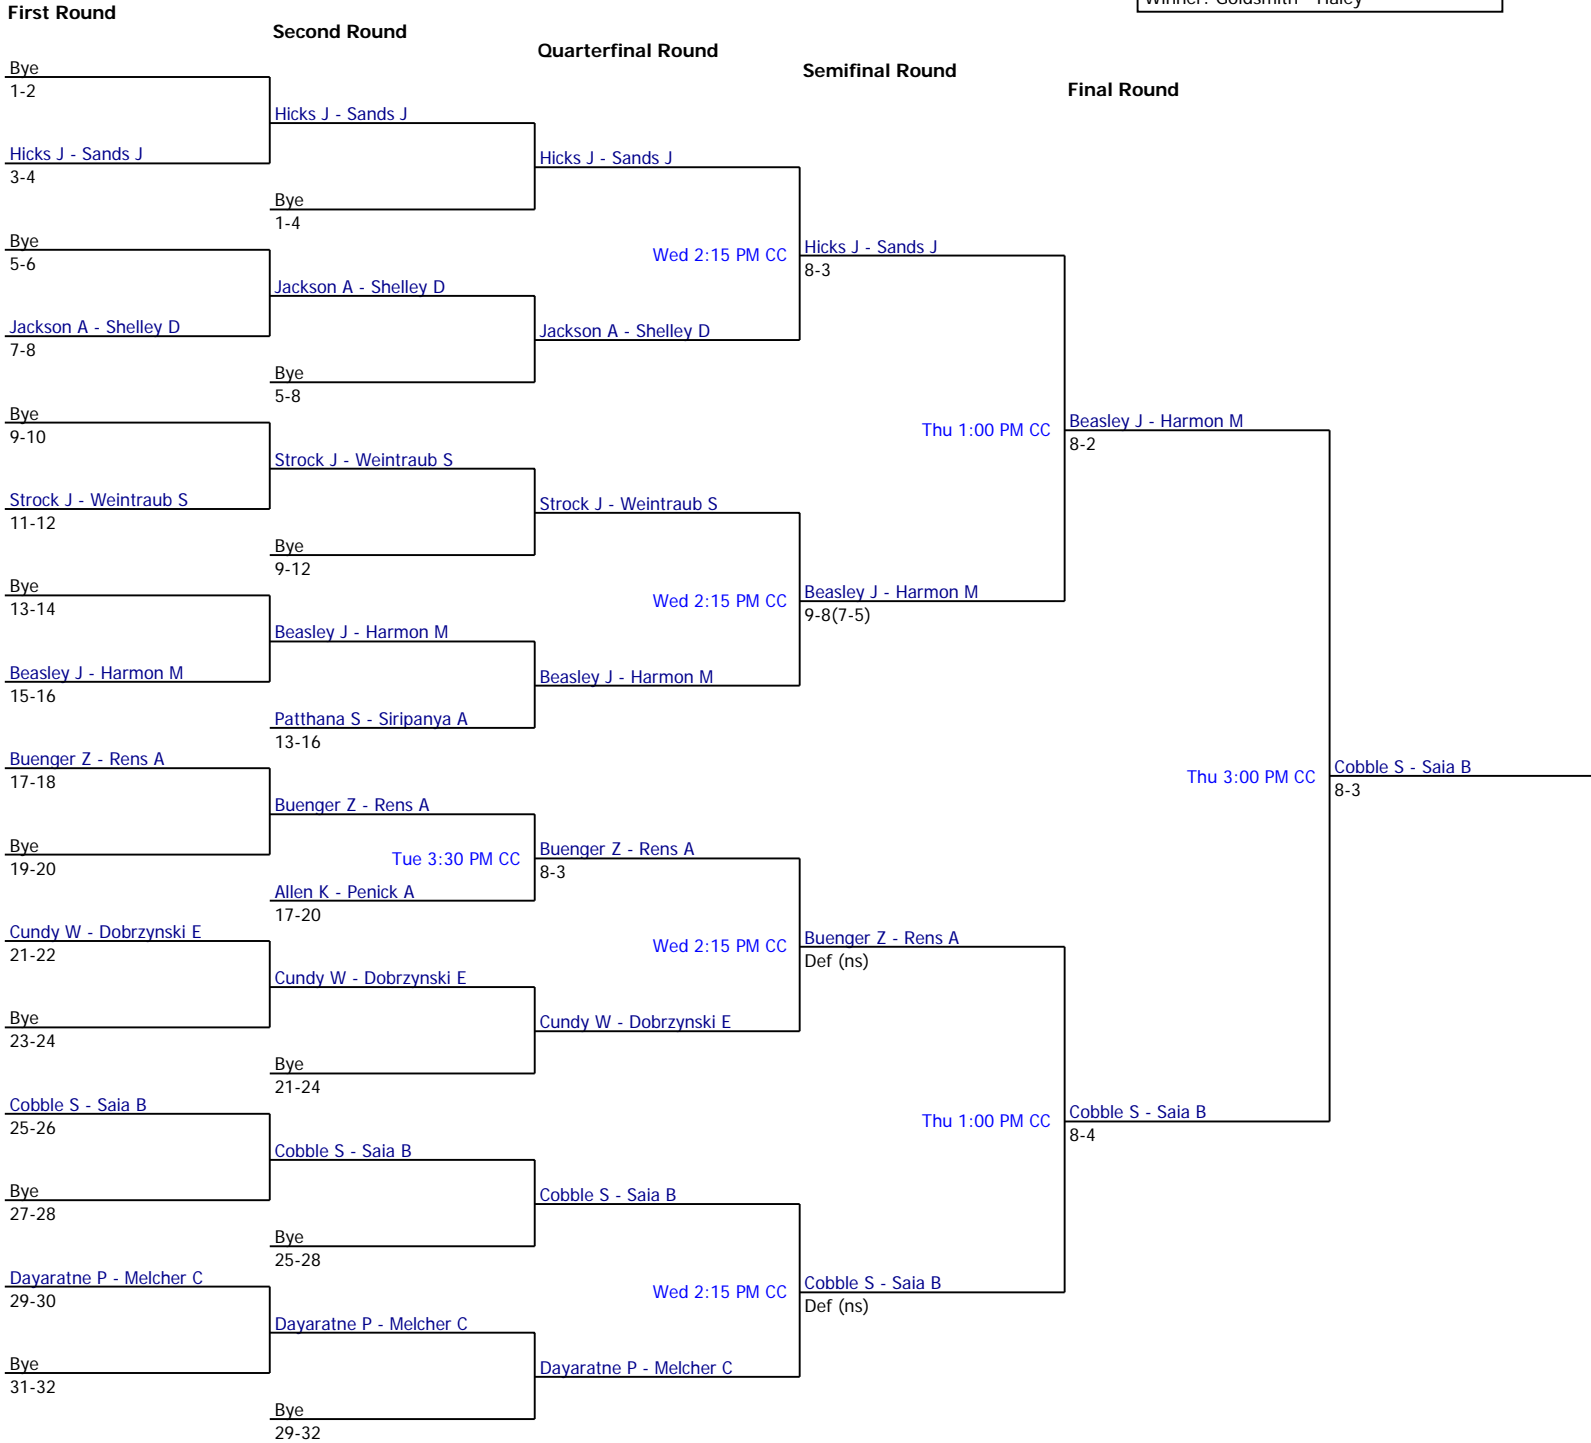 Winner: Goldsmith - Haley
First Round
Second Round
Quarterfinal Round
Semifinal Round
Final Round
Bye
1-2
Hicks J - Sands J
3-4
Bye
5-6
Jackson A - Shelley D
7-8
Bye
9-10
Strock J - Weintraub S
11-12
Bye
13-14
Beasley J - Harmon M
15-16
Buenger Z - Rens A
17-18
Bye
19-20
Cundy W - Dobrzynski E
21-22
Bye
23-24
Cobble S - Saia B
25-26
Bye
27-28
Dayaratne P - Melcher C
29-30
Bye
31-32
Hicks J - Sands J
Bye
1-4
Jackson A - Shelley D
Bye
5-8
Strock J - Weintraub S
Bye
9-12
Beasley J - Harmon M
Patthana S - Siripanya A
13-16
Buenger Z - Rens A
Tue 3:30 PM CC
Allen K - Penick A
17-20
Cundy W - Dobrzynski E
Bye
21-24
Cobble S - Saia B
Bye
25-28
Dayaratne P - Melcher C
Bye
29-32
Hicks J - Sands J
Wed 2:15 PM CC
Jackson A - Shelley D
Strock J - Weintraub S
Wed 2:15 PM CC
Beasley J - Harmon M
Buenger Z - Rens A
8-3
Wed 2:15 PM CC
Cundy W - Dobrzynski E
Cobble S - Saia B
Wed 2:15 PM CC
Dayaratne P - Melcher C
Hicks J - Sands J
8-3
Thu 1:00 PM CC
Beasley J - Harmon M
9-8(7-5)
Buenger Z - Rens A
Def (ns)
Thu 1:00 PM CC
Cobble S - Saia B
Def (ns)
Beasley J - Harmon M
8-2
Thu 3:00 PM CC
Cobble S - Saia B
8-4
Cobble S - Saia B
8-3